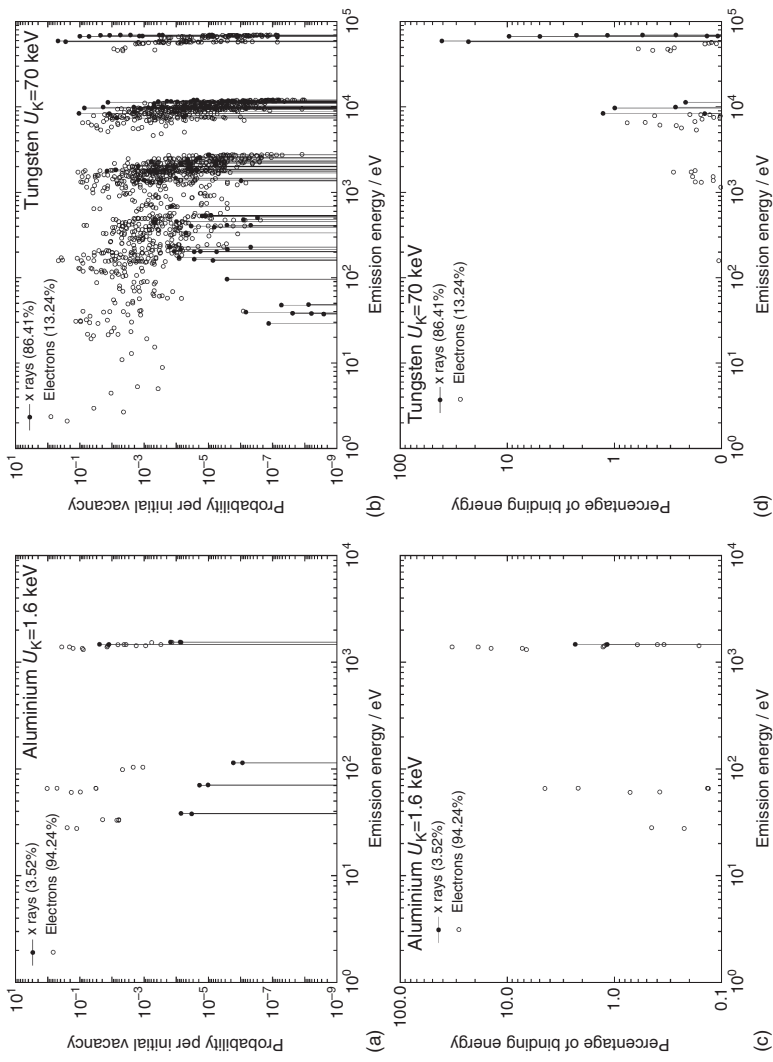 Aluminium U_K=1.6 keV
x rays (3.52%)
Electrons (94.24%)
Probability per initial vacancy
10^1
10^−1
10^−3
10^−5
10^−7
10^−9
10^0 10^1 10^2 10^3 10^4
Emission energy / eV
(a)
Tungsten U_K=70 keV
x rays (86.41%)
Electrons (13.24%)
Probability per initial vacancy
10^1
10^−1
10^−3
10^−5
10^−7
10^−9
10^0 10^1 10^2 10^3 10^4 10^5
Emission energy / eV
(b)
Aluminium U_K=1.6 keV
x rays (3.52%)
Electrons (94.24%)
Percentage of binding energy
100.0
10.0
1.0
0.1
10^0 10^1 10^2 10^3 10^4
Emission energy / eV
(c)
Tungsten U_K=70 keV
x rays (86.41%)
Electrons (13.24%)
Percentage of binding energy
100
10
1
0
10^0 10^1 10^2 10^3 10^4 10^5
Emission energy / eV
(d)